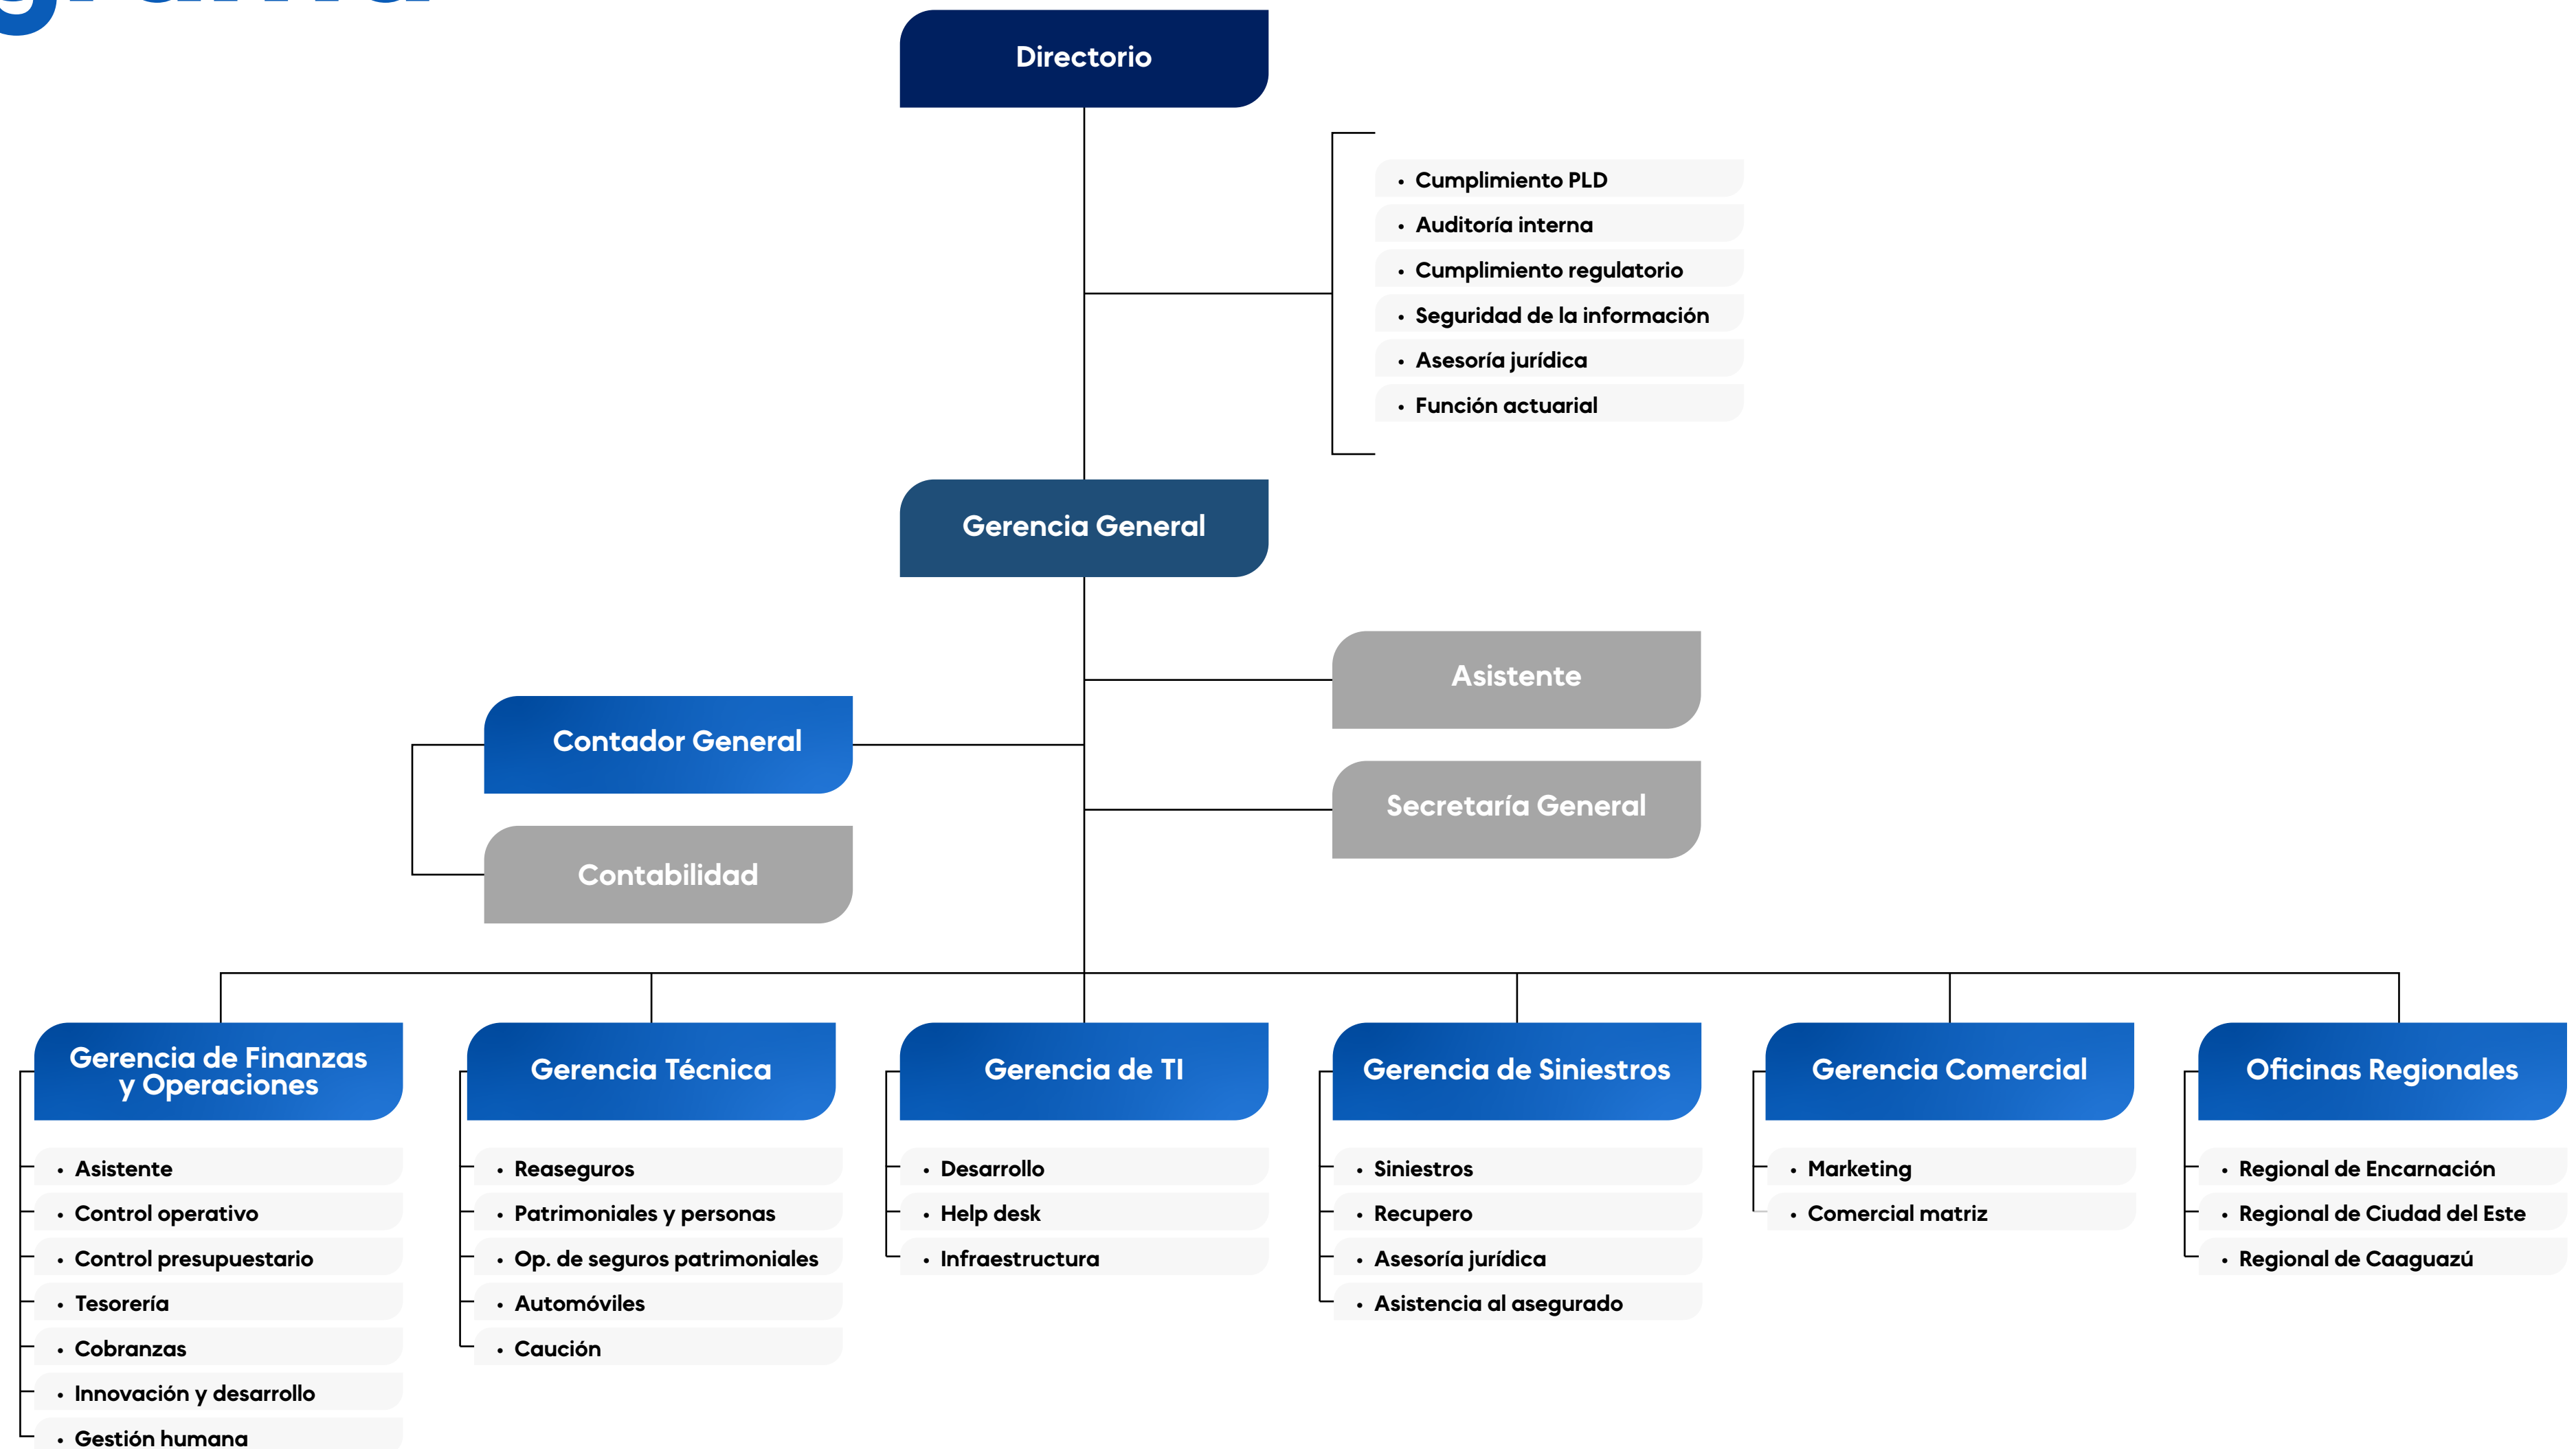 Directorio
• Cumplimiento PLD
• Auditoría interna
• Cumplimiento regulatorio
• Seguridad de la información
• Asesoría jurídica
• Función actuarial
Gerencia General
Asistente
Contador General
Secretaría General
Contabilidad
Gerencia de Finanzas
y Operaciones
• Asistente
• Control operativo
• Control presupuestario
• Tesorería
• Cobranzas
• Innovación y desarrollo
• Gestión humana
Gerencia Técnica
• Reaseguros
• Patrimoniales y personas
• Op. de seguros patrimoniales
• Automóviles
• Caución
Gerencia de TI
• Desarrollo
• Help desk
• Infraestructura
Gerencia de Siniestros
• Siniestros
• Recupero
• Asesoría jurídica
• Asistencia al asegurado
Gerencia Comercial
• Marketing
• Comercial matriz
Oficinas Regionales
• Regional de Encarnación
• Regional de Ciudad del Este
• Regional de Caaguazú